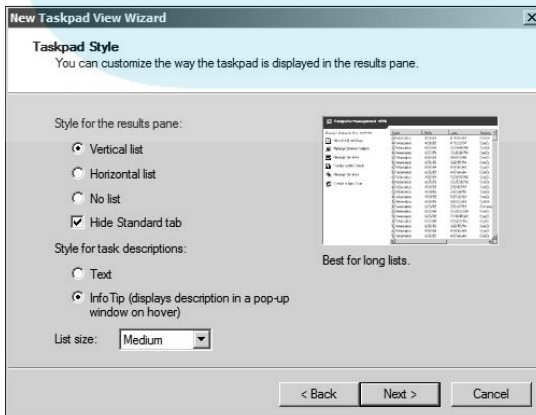 New Taskpad View Wizard
Taskpad Style
You can customize the way the taskpad is displayed in the results pane.
Style for the results pane:
Vertical list
Horizontal list
No list
Hide Standard tab
Style for task descriptions:
Text
InfoTip (displays description in a pop-up
window on hover)
List size:
Medium
Best for long lists.
< Back
Next >
Cancel